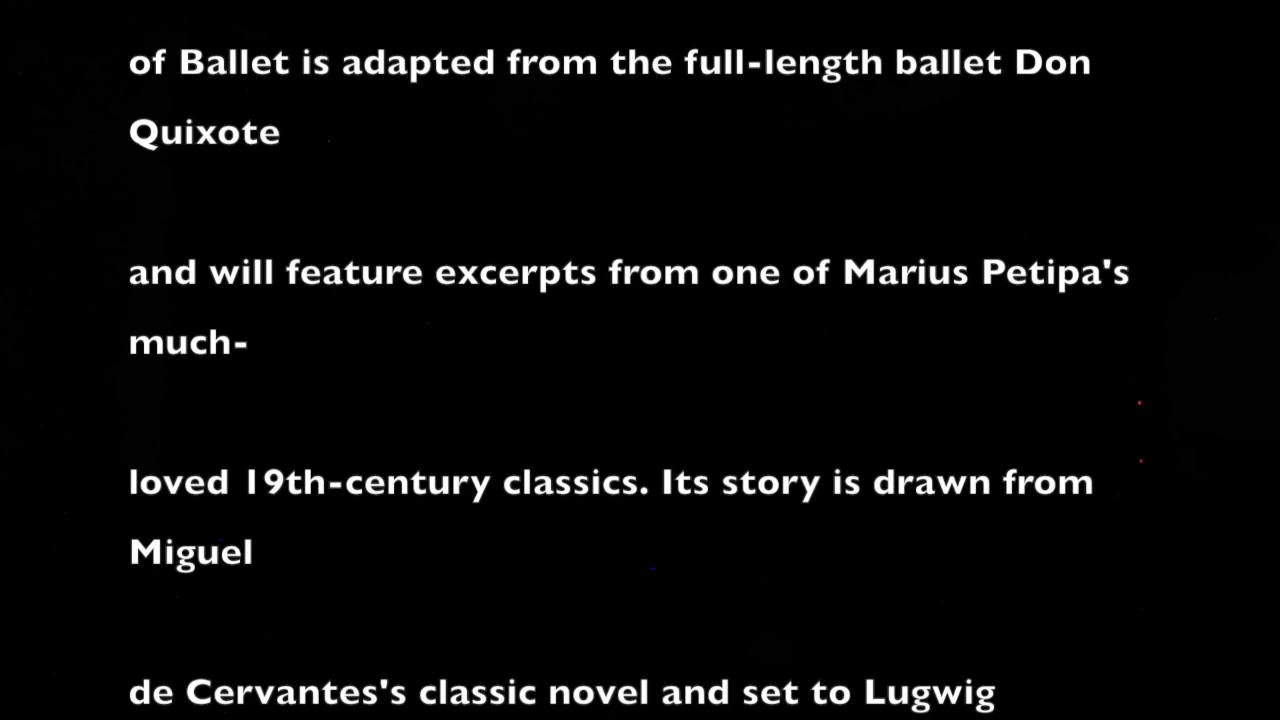 of Ballet is adapted from the full-length ballet Don
Quixote
and will feature excerpts from one of Marius Petipa's
much-
loved 19th-century classics. Its story is drawn from
Miguel
de Cervantes's classic novel and set to Lugwig